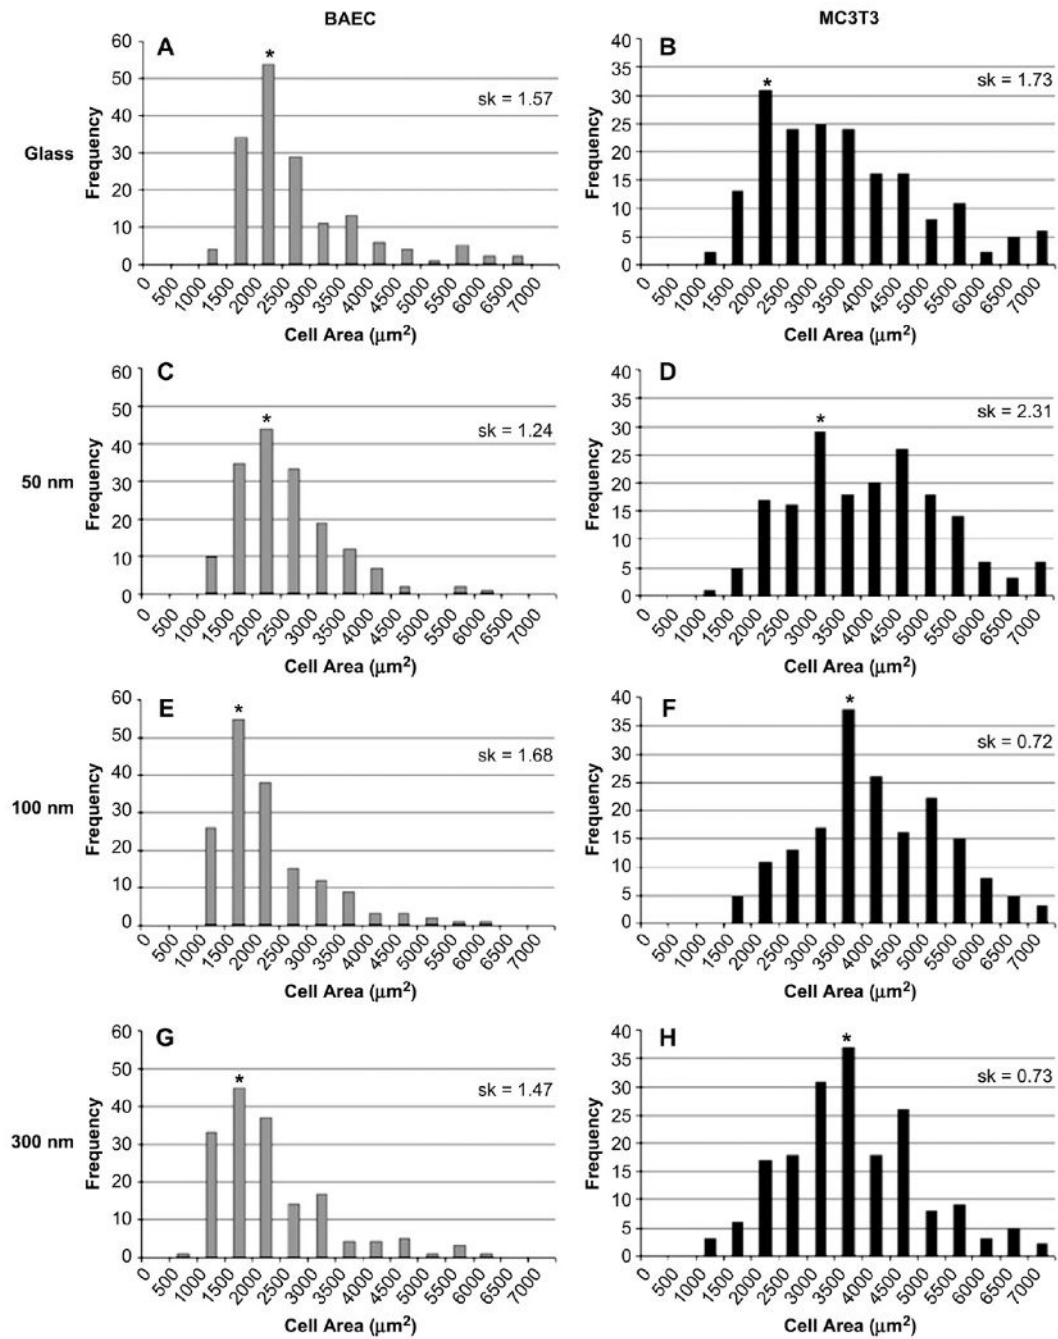 BAEC MC3T3
Glass
A
*
sk = 1.57
Frequency
60
50
40
30
20
10
0
0 500 1000 1500 2000 2500 3000 3500 4000 4500 5000 5500 6000 6500 7000
Cell Area (μm²)
B
*
sk = 1.73
Frequency
40
35
30
25
20
15
10
5
0
0 500 1000 1500 2000 2500 3000 3500 4000 4500 5000 5500 6000 6500 7000
Cell Area (μm²)
50 nm
C
*
sk = 1.24
Frequency
60
50
40
30
20
10
0
0 500 1000 1500 2000 2500 3000 3500 4000 4500 5000 5500 6000 6500 7000
Cell Area (μm²)
D
*
sk = 2.31
Frequency
40
35
30
25
20
15
10
5
0
0 500 1000 1500 2000 2500 3000 3500 4000 4500 5000 5500 6000 6500 7000
Cell Area (μm²)
100 nm
E
*
sk = 1.68
Frequency
60
50
40
30
20
10
0
0 500 1000 1500 2000 2500 3000 3500 4000 4500 5000 5500 6000 6500 7000
Cell Area (μm²)
F
*
sk = 0.72
Frequency
40
35
30
25
20
15
10
5
0
0 500 1000 1500 2000 2500 3000 3500 4000 4500 5000 5500 6000 6500 7000
Cell Area (μm²)
300 nm
G
*
sk = 1.47
Frequency
60
50
40
30
20
10
0
0 500 1000 1500 2000 2500 3000 3500 4000 4500 5000 5500 6000 6500 7000
Cell Area (μm²)
H
*
sk = 0.73
Frequency
40
35
30
25
20
15
10
5
0
0 500 1000 1500 2000 2500 3000 3500 4000 4500 5000 5500 6000 6500 7000
Cell Area (μm²)